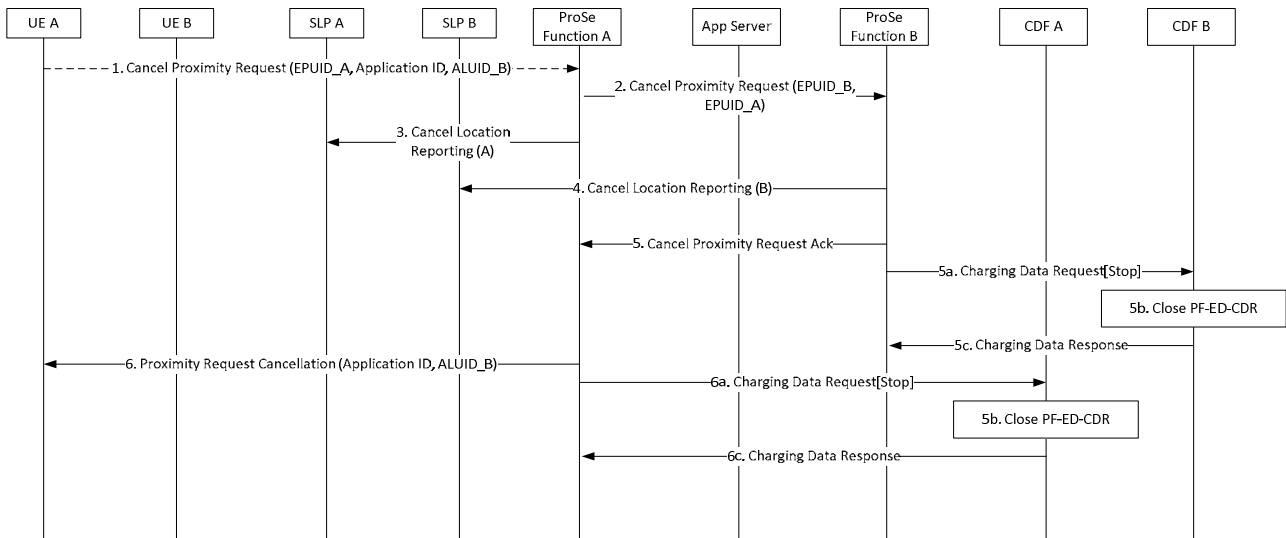 UE A
UE B
SLP A
SLP B
ProSe
Function A
App Server
ProSe
Function B
CDF A
CDF B
1. Cancel Proximity Request (EPUID_A, Application ID, ALUID_B)
2. Cancel Proximity Request (EPUID_B,
EPUID_A)
3. Cancel Location
Reporting (A)
4. Cancel Location Reporting (B)
5. Cancel Proximity Request Ack
5a. Charging Data Request[Stop]
5b. Close PF-ED-CDR
5c. Charging Data Response
6. Proximity Request Cancellation (Application ID, ALUID_B)
6a. Charging Data Request[Stop]
5b. Close PF-ED-CDR
6c. Charging Data Response